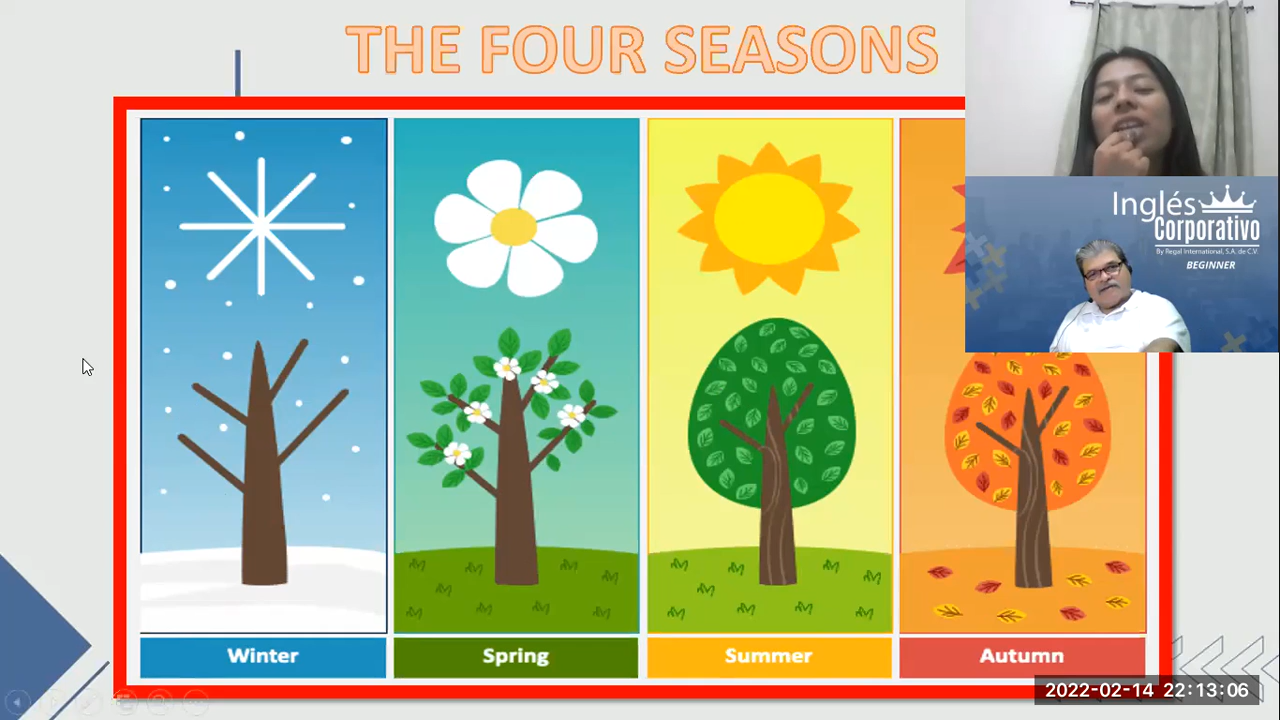 THE FOUR SEASONS
Inglés
Corporativo
By Regal International, S.A. de C.V.
BEGINNER
Winter
Spring
Summer
Autumn
2022-02-14 22:13:06